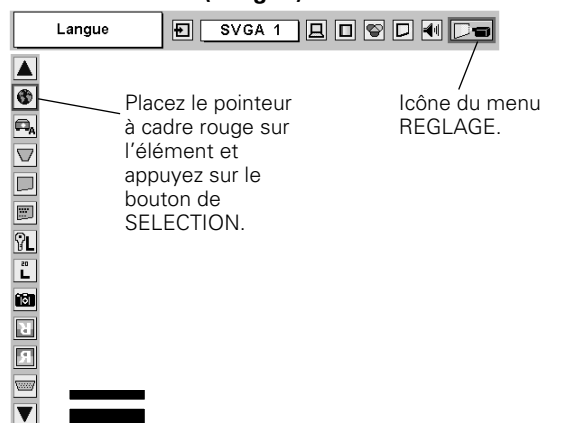 Langue
SVGA 1
Placez le pointeur
à cadre rouge sur
l'élément et
appuyez sur le
bouton de
SELECTION.
Icône du menu
REGLAGE.
A
L
20
L
R
R